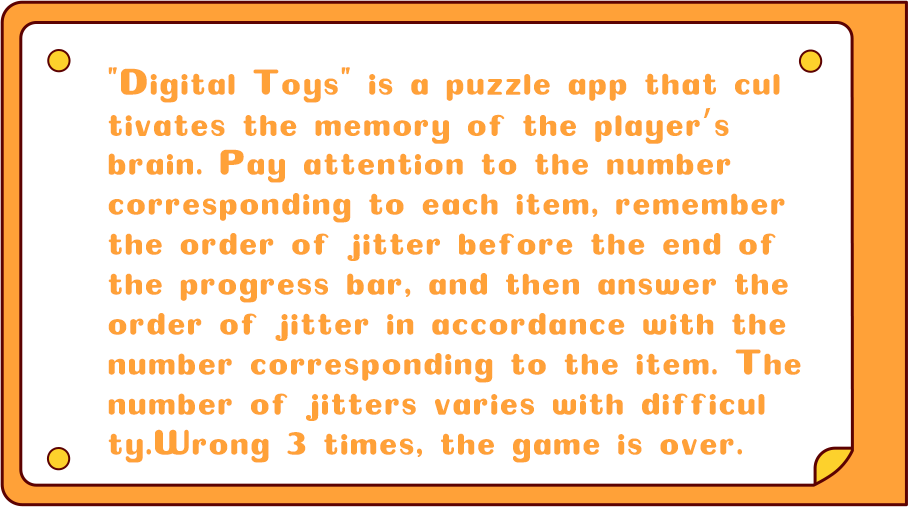 "Digital Toys" is a puzzle app that cul
tivates the memory of the player's
brain. Pay attention to the number
corresponding to each item, remember
the order of jitter before the end of
the progress bar, and then answer the
order of jitter in accordance with the
number corresponding to the item. The
number of jitters varies with difficul
ty.Wrong 3 times, the game is over.